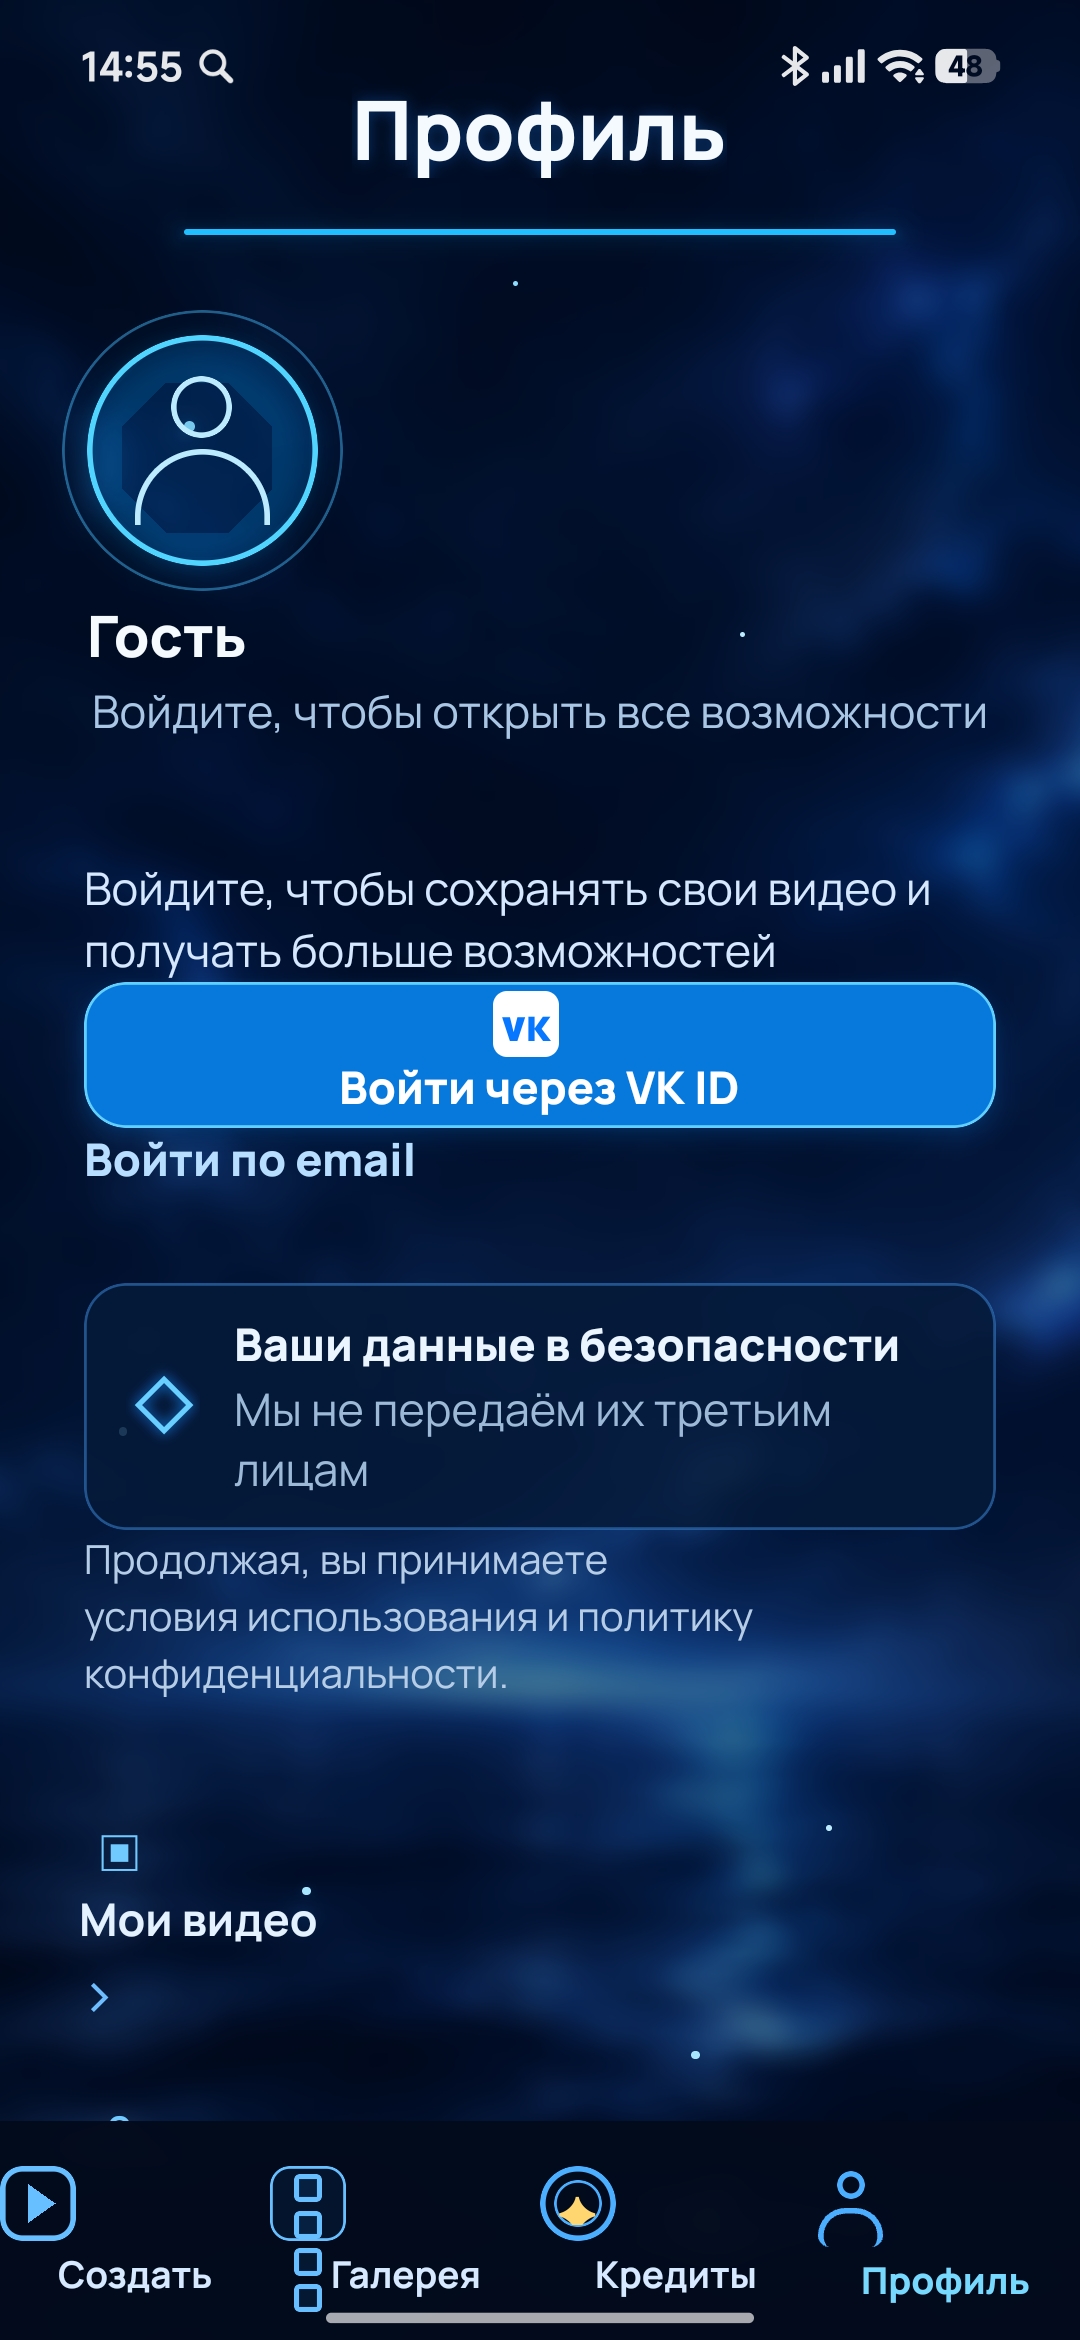 14:55
48
Профиль
Гость
Войдите, чтобы открыть все возможности
Войдите, чтобы сохранять свои видео и
получать больше возможностей
VK
Войти через VK ID
Войти по email
Ваши данные в безопасности
Мы не передаём их третьим
лицам
Продолжая, вы принимаете
условия использования и политику
конфиденциальности.
Мои видео
Создать
Галерея
Кредиты
Профиль